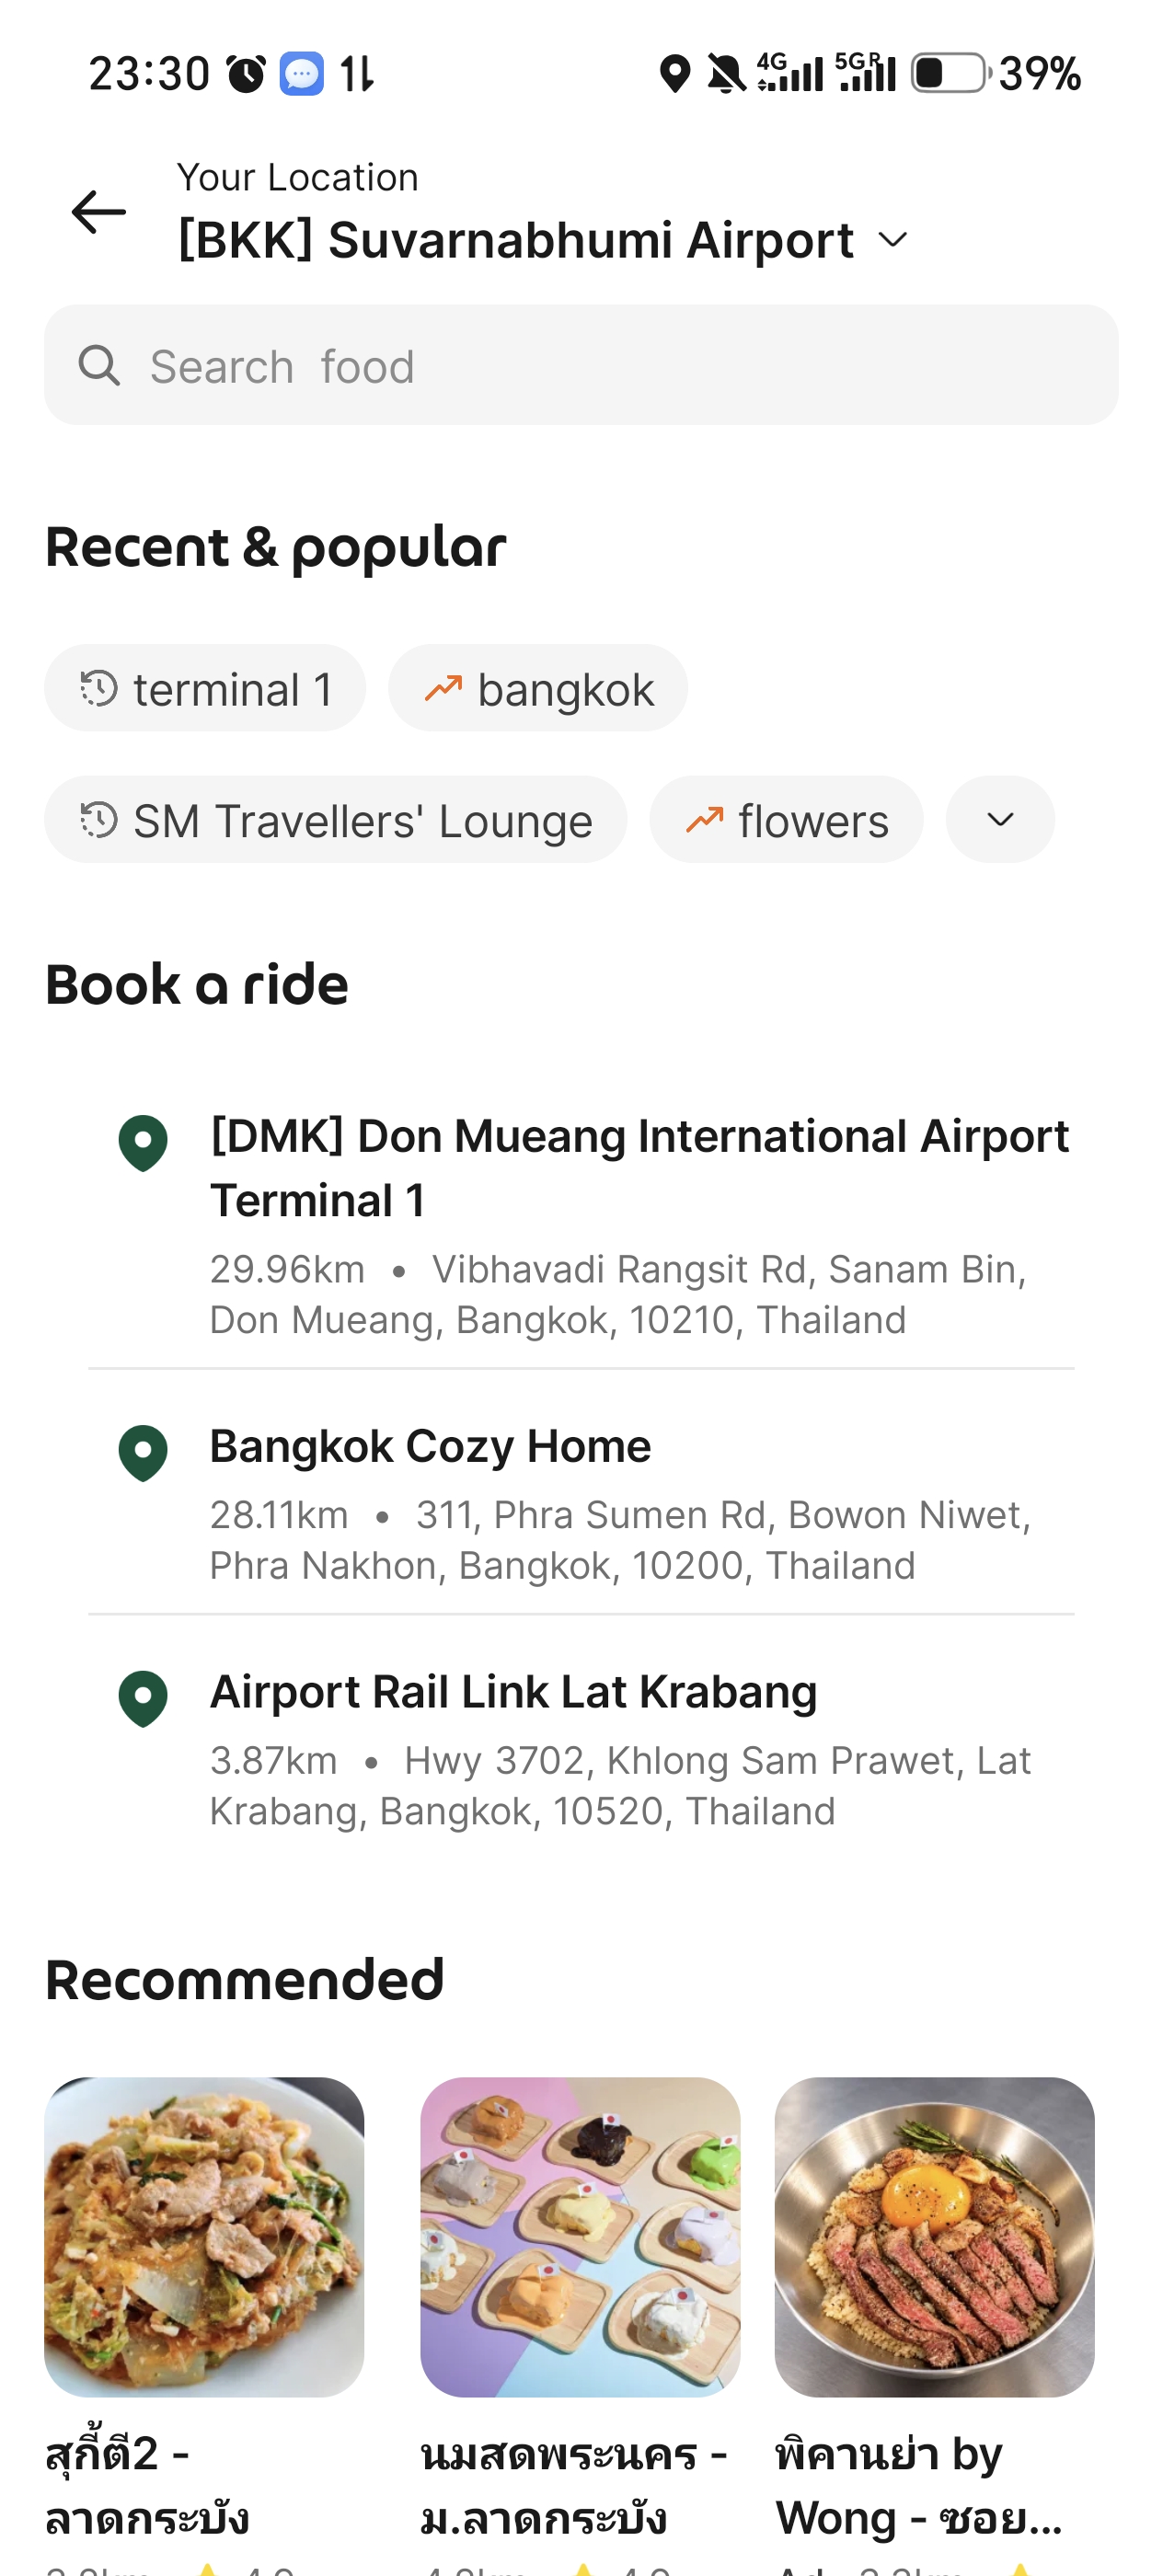 23:30
4G 5G R 39%
Your Location
[BKK] Suvarnabhumi Airport
Search food
Recent & popular
terminal 1 bangkok
SM Travellers' Lounge flowers
Book a ride
[DMK] Don Mueang International Airport
Terminal 1
29.96km • Vibhavadi Rangsit Rd, Sanam Bin,
Don Mueang, Bangkok, 10210, Thailand
Bangkok Cozy Home
28.11km • 311, Phra Sumen Rd, Bowon Niwet,
Phra Nakhon, Bangkok, 10200, Thailand
Airport Rail Link Lat Krabang
3.87km • Hwy 3702, Khlong Sam Prawet, Lat
Krabang, Bangkok, 10520, Thailand
Recommended
สุกี้ตี2 -
ลาดกระบัง
นมสดพระนคร -
ม.ลาดกระบัง
พิคานย่า by
Wong - ซอย...